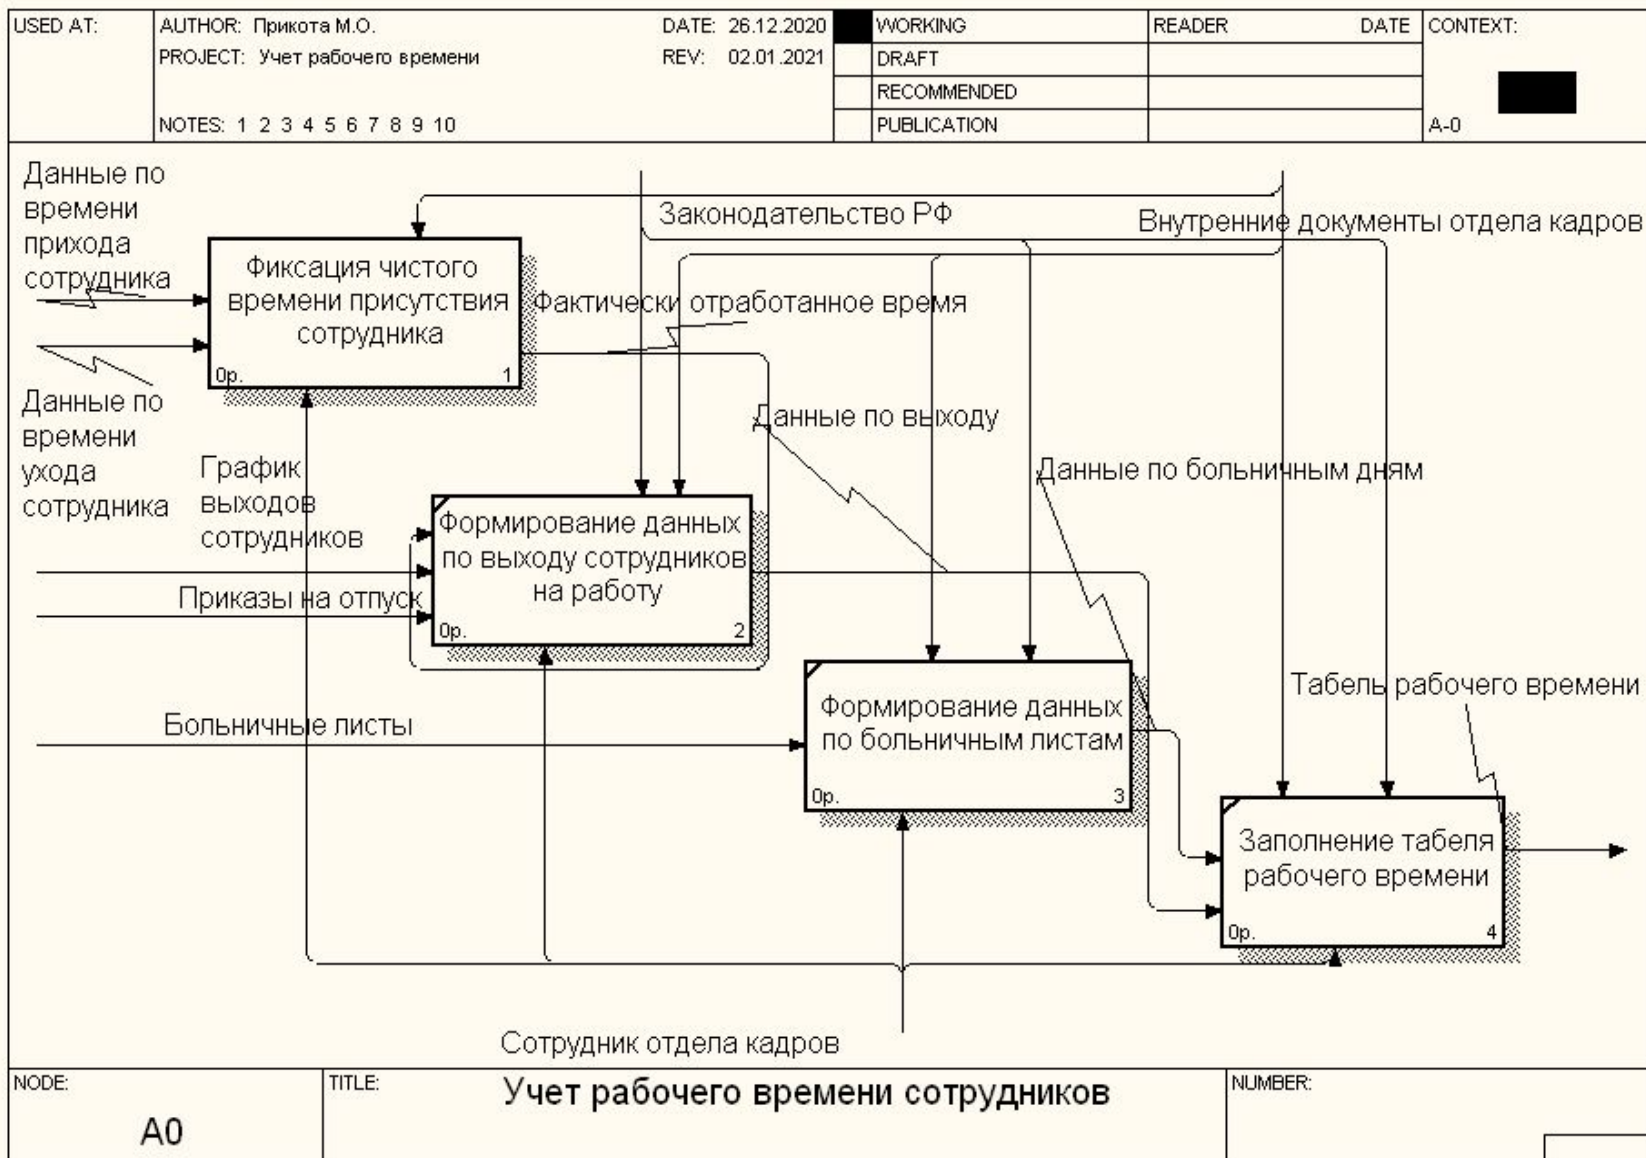 USED AT:
AUTHOR: Прикота М.О.
DATE: 26.12.2020
WORKING
READER
DATE
CONTEXT:
PROJECT: Учет рабочего времени
REV: 02.01.2021
DRAFT
RECOMMENDED
NOTES: 1 2 3 4 5 6 7 8 9 10
PUBLICATION
A-0
Данные по
времени
прихода
сотрудника
Законодательство РФ
Внутренние документы отдела кадров
Фиксация чистого
времени присутствия
сотрудника
0р.
1
Фактически отработанное время
Данные по
времени
ухода
сотрудника
Данные по выходу
График
выходов
сотрудников
Данные по больничным дням
Формирование данных
по выходу сотрудников
на работу
0р.
2
Приказы на отпуск
Больничные листы
Формирование данных
по больничным листам
0р.
3
Табель рабочего времени
Заполнение табеля
рабочего времени
0р.
4
Сотрудник отдела кадров
NODE:
A0
TITLE:
Учет рабочего времени сотрудников
NUMBER: